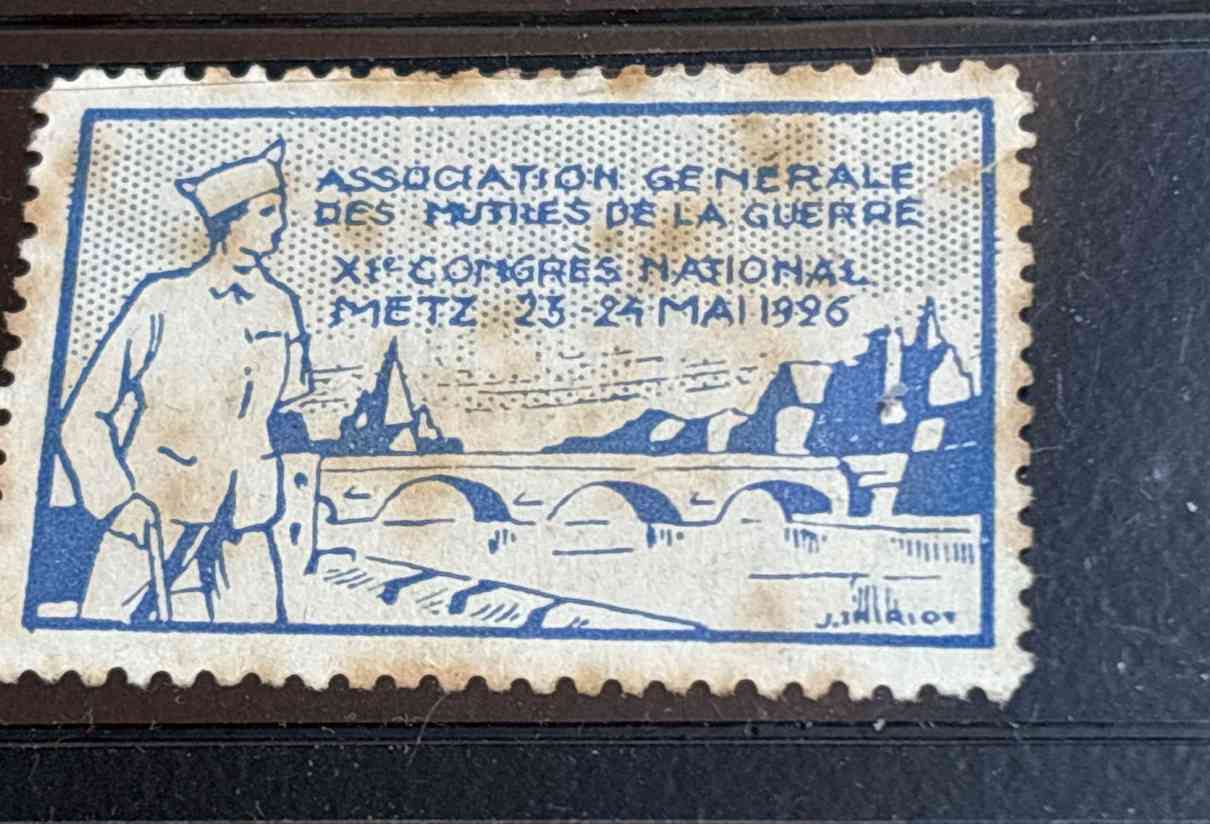 ASSOCIATION GENERALE
DES MUTILES DE LA GUERRE
XIe CONGRES NATIONAL
METZ 23-24 MAI 1926
J. THIRIOT